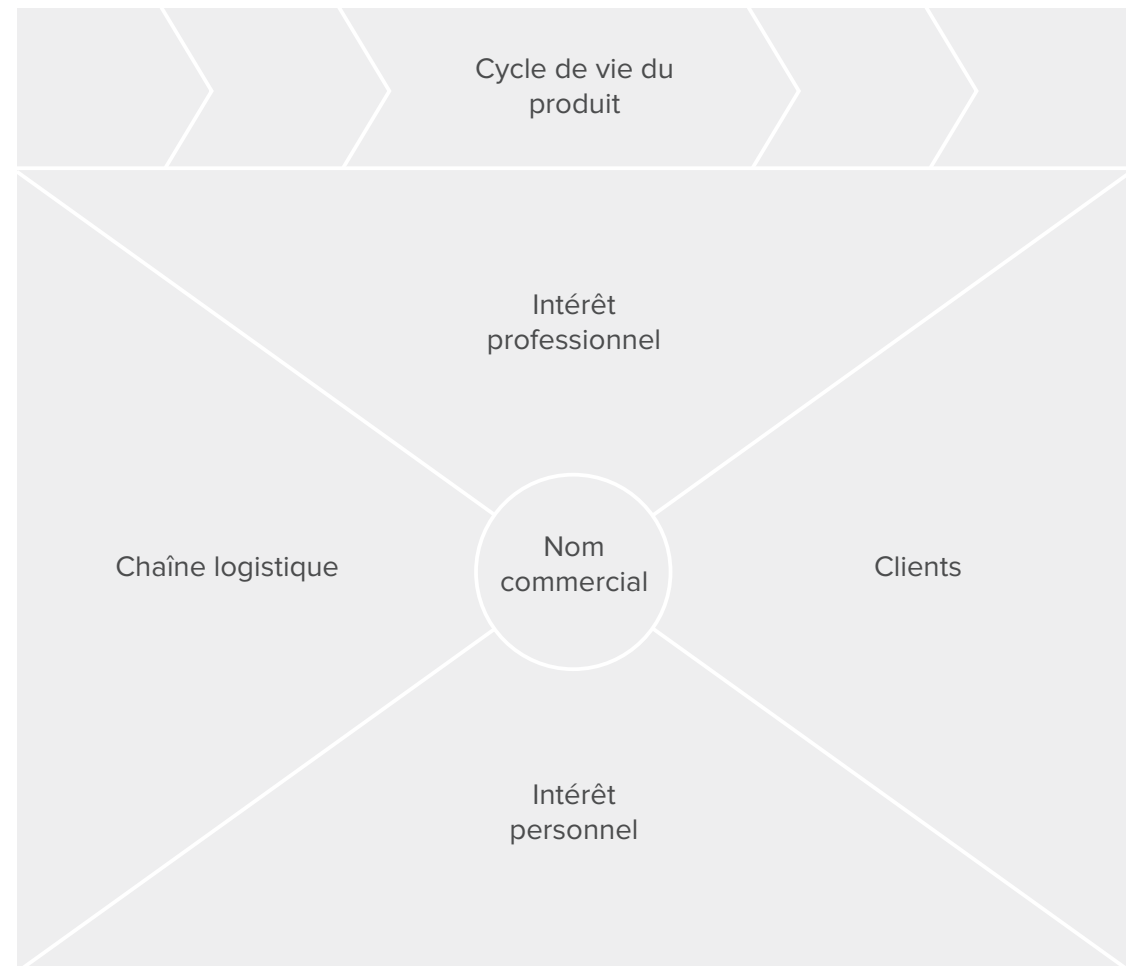 Cycle de vie du
produit
Intérêt
professionnel
Chaîne logistique
Nom
commercial
Clients
Intérêt
personnel